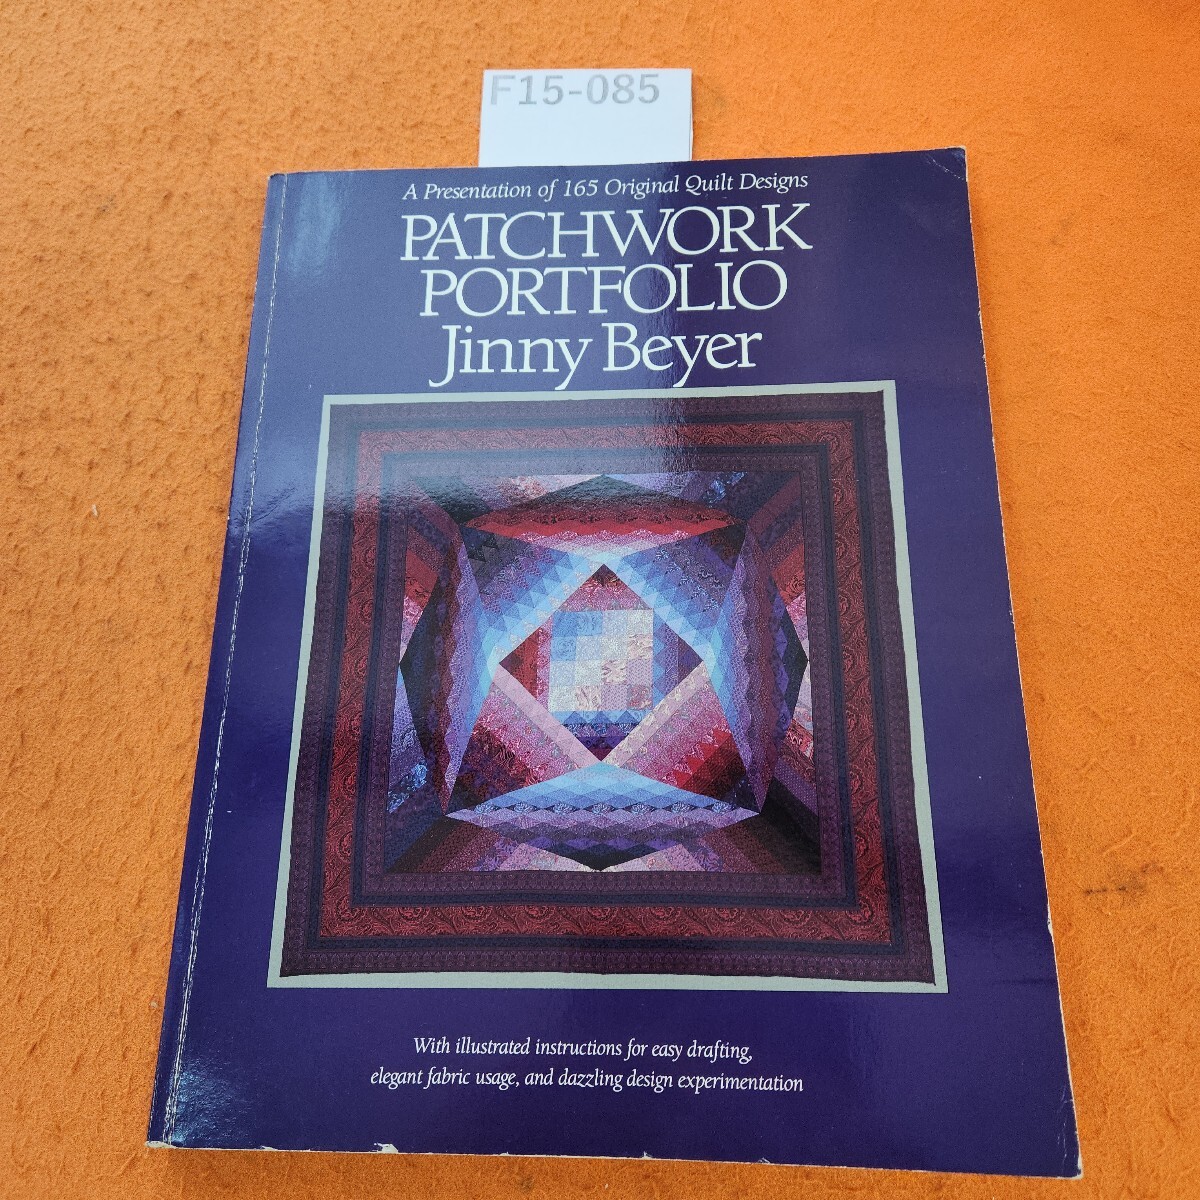 F15-085
A Presentation of 165 Original Quilt Designs
PATCHWORK
PORTFOLIO
Jinny Beyer
With illustrated instructions for easy drafting,
elegant fabric usage, and dazzling design experimentation